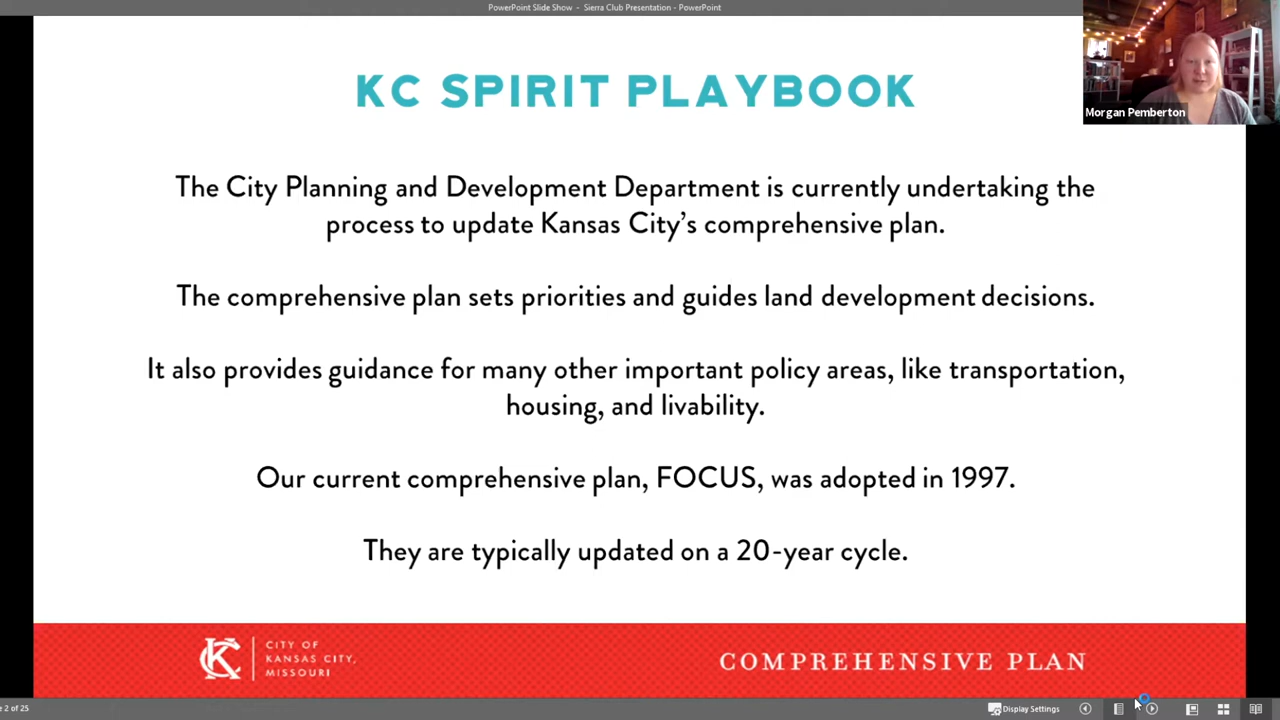 PowerPoint Slide Show - Sierra Club Presentation - PowerPoint
Morgan Pemberton
KC SPIRIT PLAYBOOK
The City Planning and Development Department is currently undertaking the
process to update Kansas City's comprehensive plan.
The comprehensive plan sets priorities and guides land development decisions.
It also provides guidance for many other important policy areas, like transportation,
housing, and livability.
Our current comprehensive plan, FOCUS, was adopted in 1997.
They are typically updated on a 20-year cycle.
KC
CITY OF
KANSAS CITY,
MISSOURI
COMPREHENSIVE PLAN
e 2 of 25
Display Settings